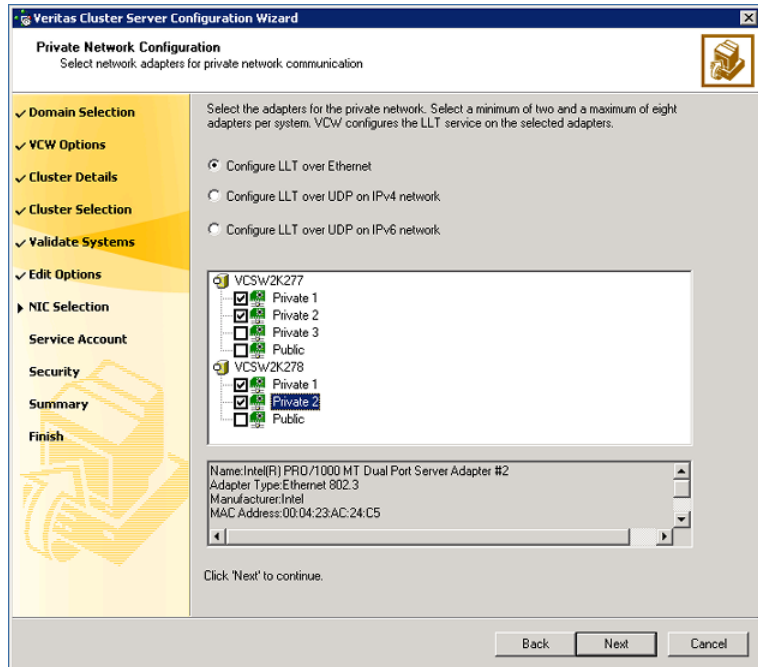 Veritas Cluster Server Configuration Wizard
Private Network Configuration
Select network adapters for private network communication
Domain Selection
VCW Options
Cluster Details
Cluster Selection
Validate Systems
Edit Options
NIC Selection
Service Account
Security
Summary
Finish
Select the adapters for the private network. Select a minimum of two and a maximum of eight
adapters per system. VCW configures the LLT service on the selected adapters.
Configure LLT over Ethernet
Configure LLT over UDP on IPv4 network
Configure LLT over UDP on IPv6 network
VCSW2K277
Private 1
Private 2
Private 3
Public
VCSW2K278
Private 1
Private 2
Public
Name:Intel(R) PRO/1000 MT Dual Port Server Adapter #2
Adapter Type:Ethernet 802.3
Manufacturer:Intel
MAC Address:00:04:23:AC:24:C5
Click 'Next' to continue.
Back
Next
Cancel